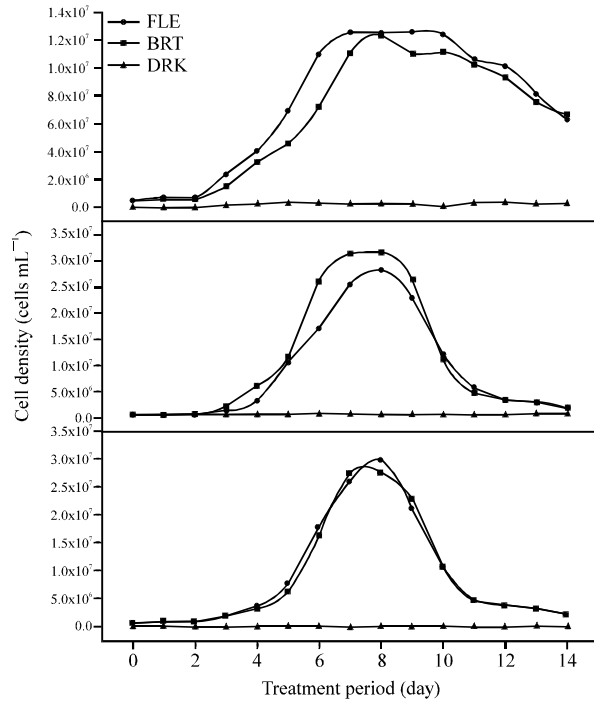 FLE
BRT
DRK
1.4x10⁷
1.2x10⁷
1.0x10⁷
8.0x10⁷
6.0x10⁷
4.0x10⁷
2.0x10⁶
0.0
3.5x10⁷
3.0x10⁷
2.5x10⁷
2.0x10⁷
1.5x10⁷
1.0x10⁷
5.0x10⁶
0.0
3.5x10⁷
3.0x10⁷
2.5x10⁷
2.0x10⁷
1.5x10⁷
1.0x10⁷
5.0x10⁶
0.0
Cell density (cells mL⁻¹)
0 2 4 6 8 10 12 14
Treatment period (day)